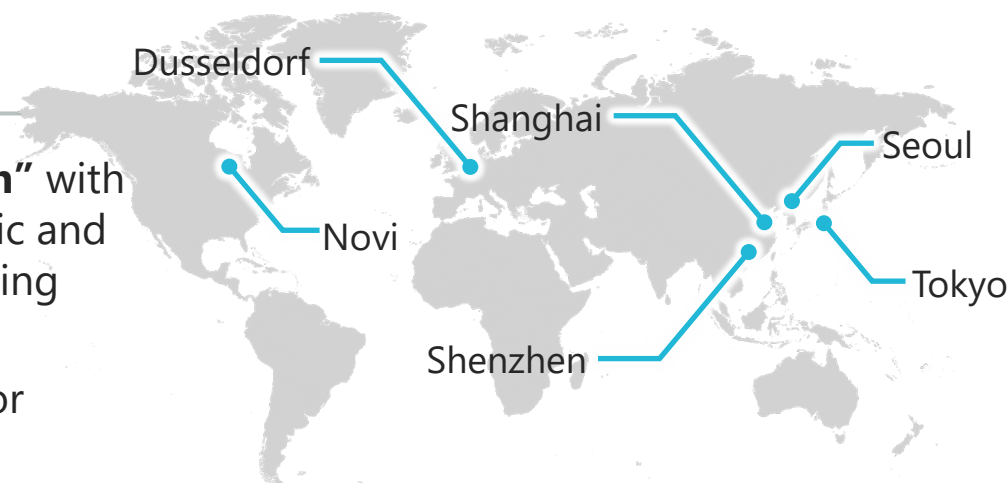 Dusseldorf
Shanghai
Seoul
n” with
ic and
Novi
ing
Tokyo
Shenzhen
or